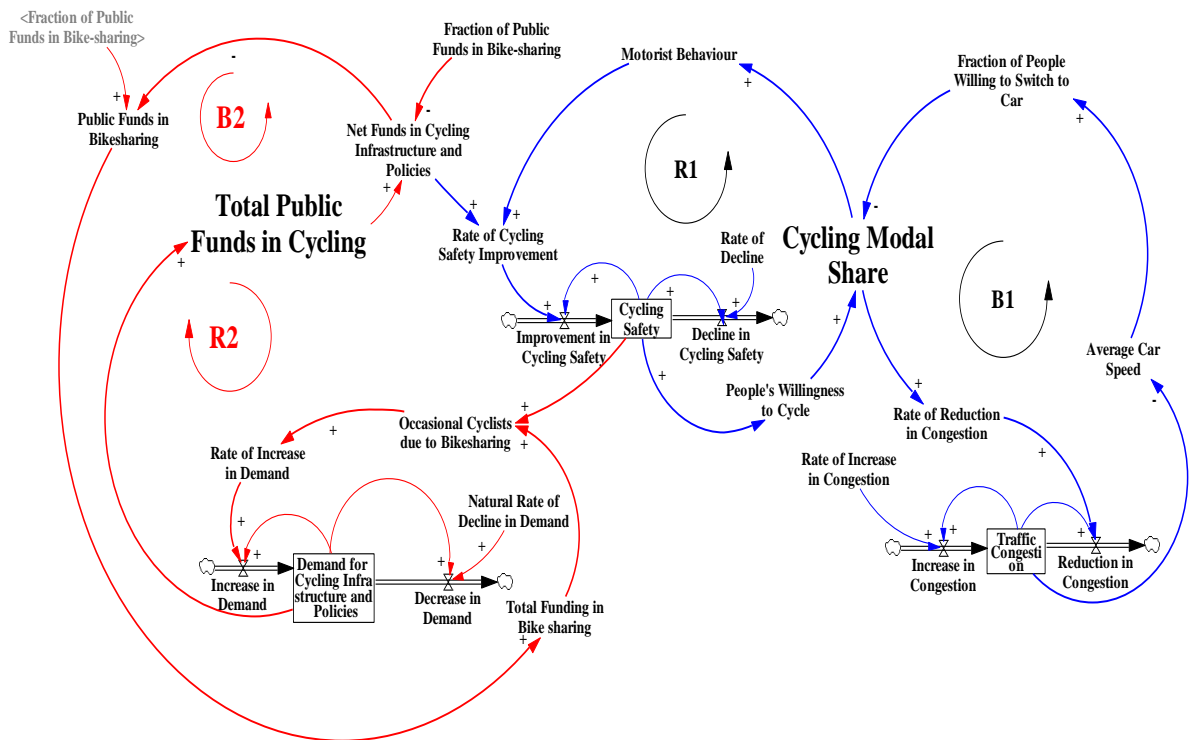 <Fraction of Public
Funds in Bike-sharing>
Fraction of Public
Funds in Bike-sharing
Motorist Behaviour
Fraction of People
Willing to Switch to
Car
+
-
+
+
-
+
Public Funds in
Bikesharing
B2
Net Funds in Cycling
Infrastructure and
Policies
R1
+
+
+
-
Total Public
Funds in Cycling
+
Rate of Cycling
Safety Improvement
Rate of
Decline
Cycling Modal
Share
B1
+
+
+
+
Cycling
Safety
+
R2
Improvement in
Cycling Safety
Decline in
Cycling Safety
Average Car
Speed
+
+
People's Willingness
to Cycle
+
-
Rate of Reduction
in Congestion
Occasional Cyclists
due to Bikesharing
+
+
Rate of Increase
in Demand
Rate of Increase
in Congestion
+
Natural Rate of
Decline in Demand
+
+
+
+
+
+
+
+
Demand for
Cycling Infra
structure and
Policies
Increase in
Demand
Decrease in
Demand
Traffic
Congesti
on
Increase in
Congestion
Reduction in
Congestion
Total Funding in
Bike sharing
+